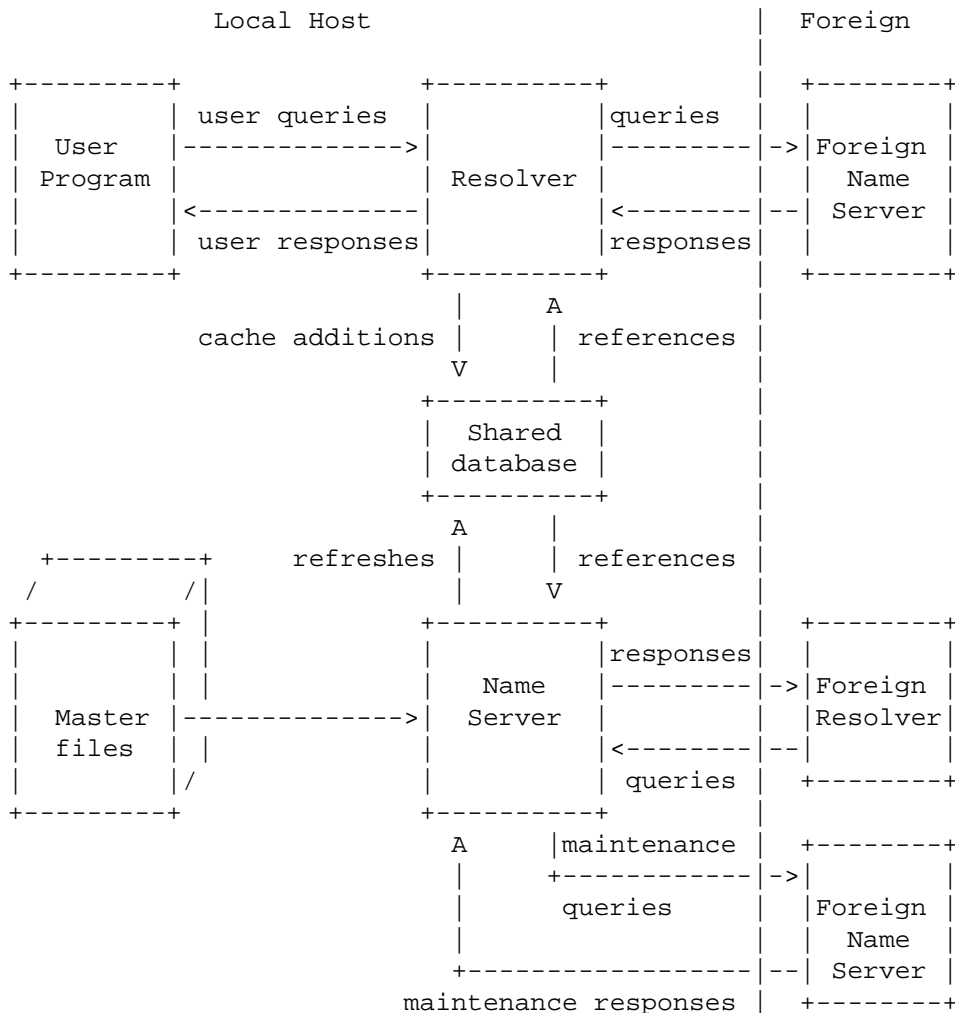 Local Host | Foreign
user queries queries
User Foreign
Program Resolver Name
Server
user responses responses
A
cache additions references
V
Shared
database
A
refreshes references
V
responses
Name Foreign
Master Server Resolver
files
queries
A maintenance
queries Foreign
Name
Server
maintenance responses